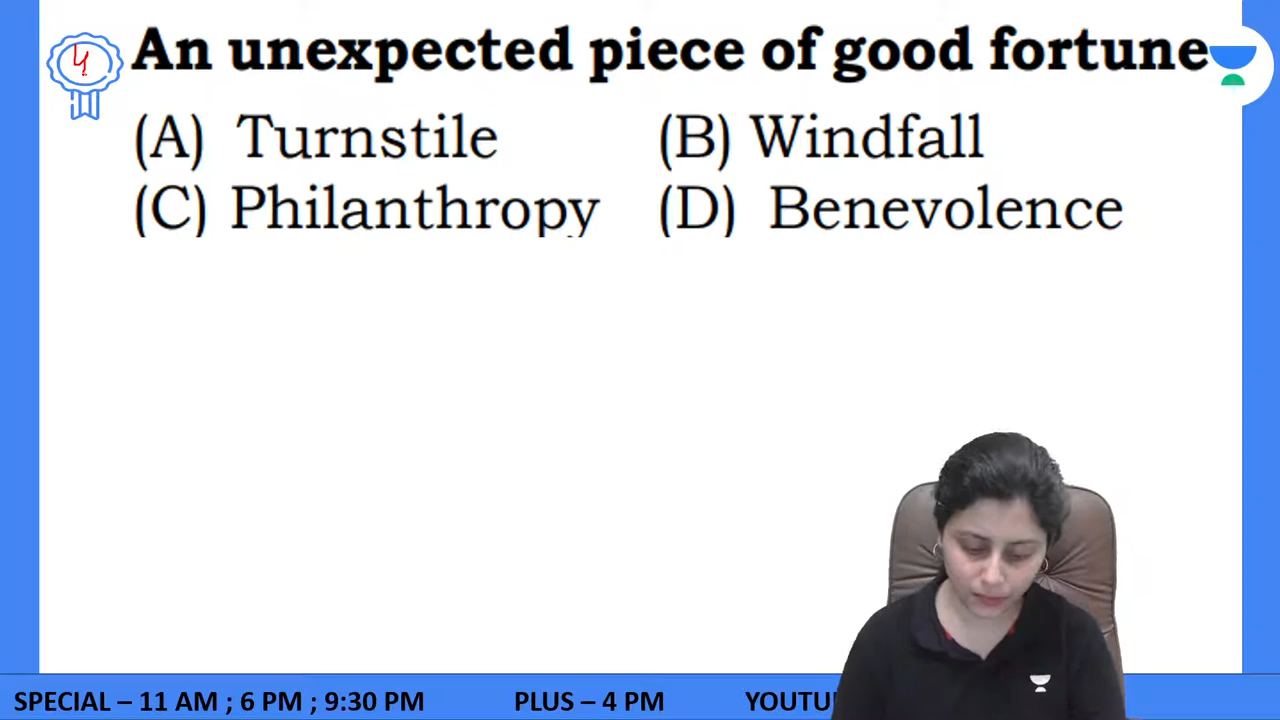 4.
An unexpected piece of good fortune
(A) Turnstile (B) Windfall
(C) Philanthropy (D) Benevolence
SPECIAL – 11 AM ; 6 PM ; 9:30 PM PLUS – 4 PM